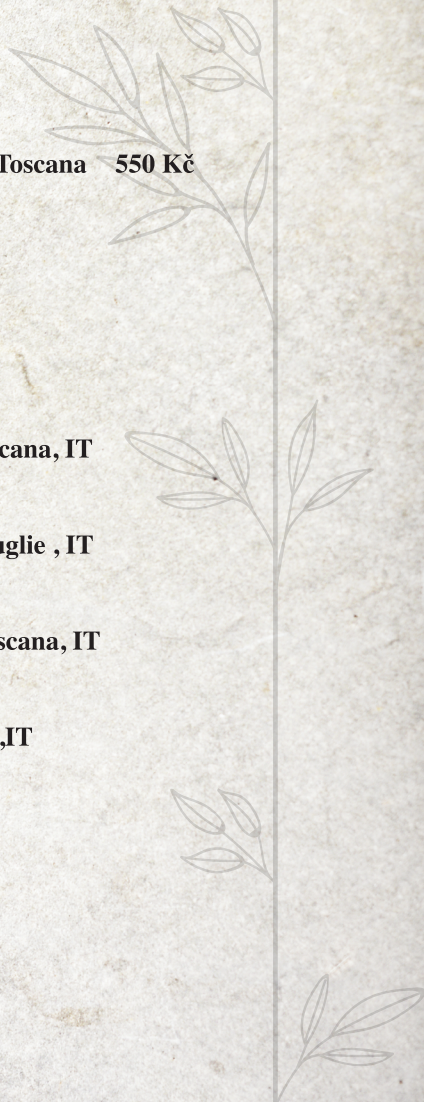 Toscana 550 Kč
cana, IT
uglie , IT
scana, IT
,IT